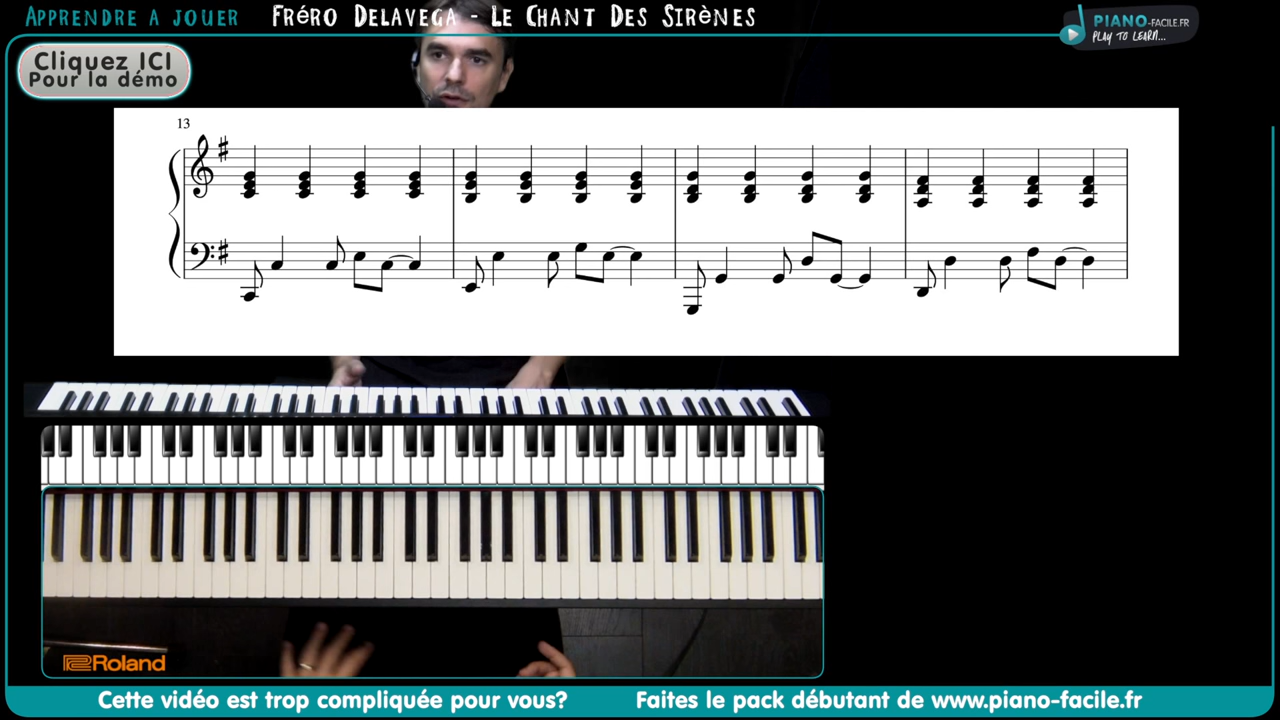 Apprendre a jouer
Fréro Delavega - Le Chant Des Sirènes
PIANO-FACILE.FR
PLAY TO LEARN...
Cliquez ICI
Pour la démo
13
Roland
Cette vidéo est trop compliquée pour vous?
Faites le pack débutant de www.piano-facile.fr